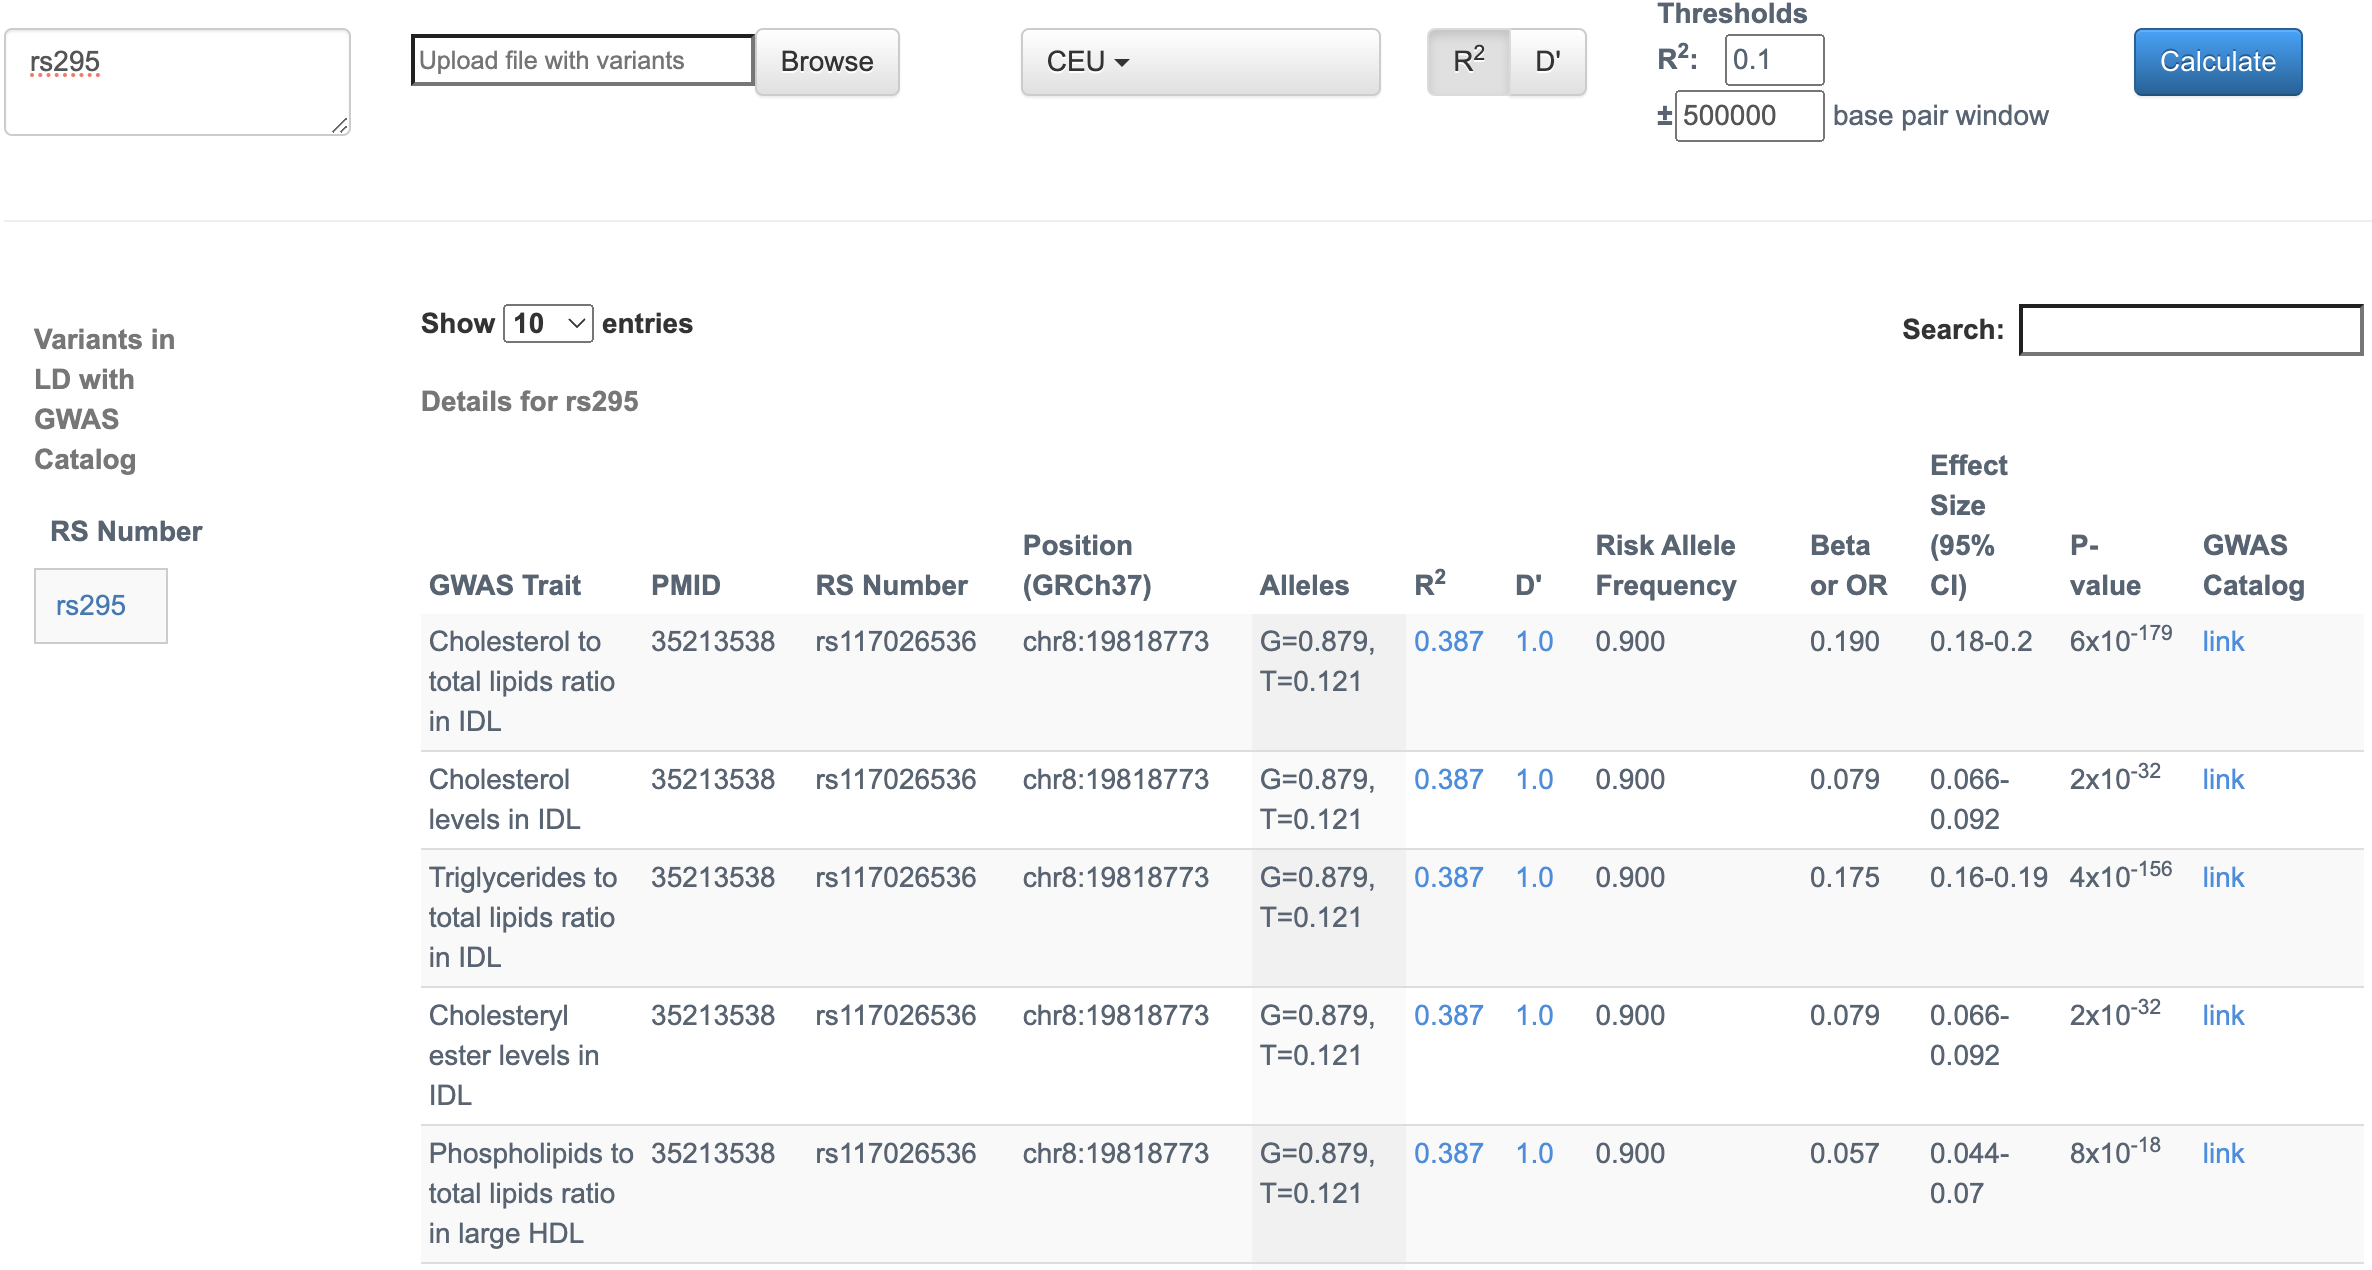 Thresholds
rs295
Upload file with variants
Browse
CEU
R²
D'
R²:
0.1
Calculate
±
500000
base pair window
Variants in
LD with
GWAS
Catalog
RS Number
rs295
Show 10 entries
Search:
Details for rs295
GWAS Trait
PMID
RS Number
Position
(GRCh37)
Alleles
R²
D'
Risk Allele
Frequency
Beta
or OR
Effect
Size
(95%
CI)
P-
value
GWAS
Catalog
Cholesterol to 35213538 rs117026536 chr8:19818773 G=0.879, 0.387 1.0 0.900 0.190 0.18-0.2 6x10⁻¹⁷⁹ link
total lipids ratio T=0.121
in IDL
Cholesterol 35213538 rs117026536 chr8:19818773 G=0.879, 0.387 1.0 0.900 0.079 0.066- 2x10⁻³² link
levels in IDL T=0.121 0.092
Triglycerides to 35213538 rs117026536 chr8:19818773 G=0.879, 0.387 1.0 0.900 0.175 0.16-0.19 4x10⁻¹⁵⁶ link
total lipids ratio T=0.121
in IDL
Cholesteryl 35213538 rs117026536 chr8:19818773 G=0.879, 0.387 1.0 0.900 0.079 0.066- 2x10⁻³² link
ester levels in T=0.121 0.092
IDL
Phospholipids to 35213538 rs117026536 chr8:19818773 G=0.879, 0.387 1.0 0.900 0.057 0.044- 8x10⁻¹⁸ link
total lipids ratio T=0.121 0.07
in large HDL